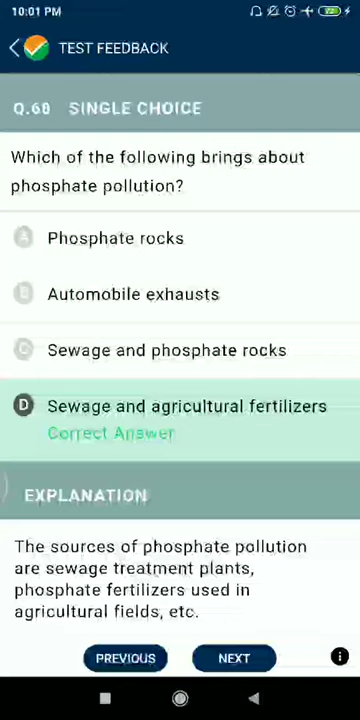 10:01 PM
TEST FEEDBACK
Q.60 SINGLE CHOICE
Which of the following brings about
phosphate pollution?
A Phosphate rocks
B Automobile exhausts
C Sewage and phosphate rocks
D Sewage and agricultural fertilizers
Correct Answer
EXPLANATION
The sources of phosphate pollution
are sewage treatment plants,
phosphate fertilizers used in
agricultural fields, etc.
PREVIOUS NEXT